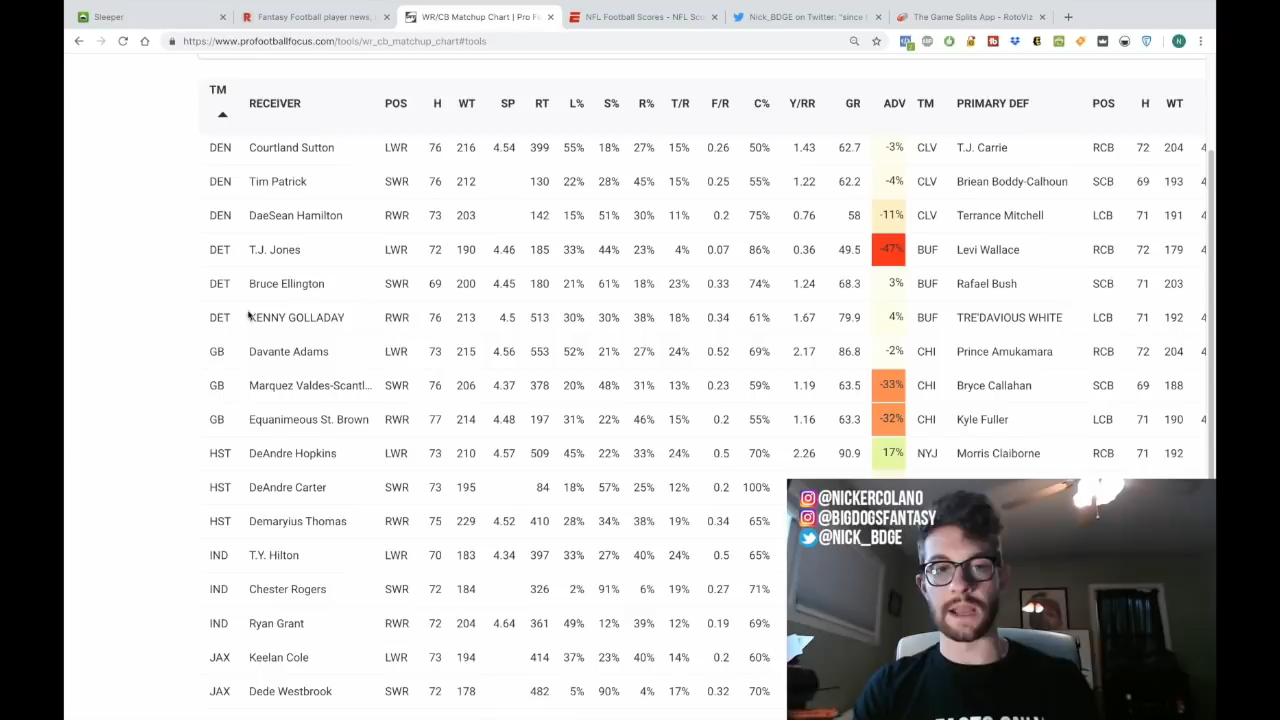 Sleeper
Fantasy Football player news,
WR/CB Matchup Chart | Pro F
NFL Football Scores - NFL Sc
Nick_BDGE on Twitter: "since
The Game Splits App - RotoViz
https://www.profootballfocus.com/tools/wr_cb_matchup_chart#tools
TM RECEIVER POS H WT SP RT L% S% R% T/R F/R C% Y/RR GR ADV TM PRIMARY DEF POS H WT
DEN Courtland Sutton LWR 76 216 4.54 399 55% 18% 27% 15% 0.26 50% 1.43 62.7 -3% CLV T.J. Carrie RCB 72 204 4
DEN Tim Patrick SWR 76 212 130 22% 28% 45% 15% 0.25 55% 1.22 62.2 -4% CLV Briean Boddy-Calhoun SCB 69 193 4
DEN DaeSean Hamilton RWR 73 203 142 15% 51% 30% 11% 0.2 75% 0.76 58 -11% CLV Terrance Mitchell LCB 71 191 4
DET T.J. Jones LWR 72 190 4.46 185 33% 44% 23% 4% 0.07 86% 0.36 49.5 -47% BUF Levi Wallace RCB 72 179 4
DET Bruce Ellington SWR 69 200 4.45 180 21% 61% 18% 23% 0.33 74% 1.24 68.3 3% BUF Rafael Bush SCB 71 203
DET KENNY GOLLADAY RWR 76 213 4.5 513 30% 30% 38% 18% 0.34 61% 1.67 79.9 4% BUF TRE'DAVIOUS WHITE LCB 71 192 4
GB Davante Adams LWR 73 215 4.56 553 52% 21% 27% 24% 0.52 69% 2.17 86.8 -2% CHI Prince Amukamara RCB 72 204 4
GB Marquez Valdes-Scantl... SWR 76 206 4.37 378 20% 48% 31% 13% 0.23 59% 1.19 63.5 -33% CHI Bryce Callahan SCB 69 188
GB Equanimeous St. Brown RWR 77 214 4.48 197 31% 22% 46% 15% 0.2 55% 1.16 63.3 -32% CHI Kyle Fuller LCB 71 190 4
HST DeAndre Hopkins LWR 73 210 4.57 509 45% 22% 33% 24% 0.5 70% 2.26 90.9 17% NYJ Morris Claiborne RCB 71 192
HST DeAndre Carter SWR 73 195 84 18% 57% 25% 12% 0.2 100%
HST Demaryius Thomas RWR 75 229 4.52 410 28% 34% 38% 19% 0.34 65%
IND T.Y. Hilton LWR 70 183 4.34 397 33% 27% 40% 24% 0.5 65%
IND Chester Rogers SWR 72 184 326 2% 91% 6% 19% 0.27 71%
IND Ryan Grant RWR 72 204 4.64 361 49% 12% 39% 12% 0.19 69%
JAX Keelan Cole LWR 73 194 414 37% 23% 40% 14% 0.2 60%
JAX Dede Westbrook SWR 72 178 482 5% 90% 4% 17% 0.32 70%
@NICKERCOLANO
@BIGDOGSFANTASY
@NICK_BDGE